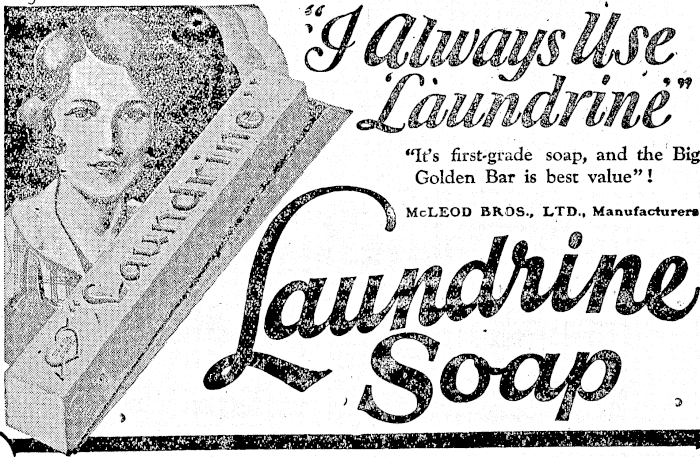 "I Always Use
'Laundrine'"
"It's first-grade soap, and the Big
Golden Bar is best value"!
McLEOD BROS., LTD., Manufacturers
Laundrine
Soap
"Laundrine"